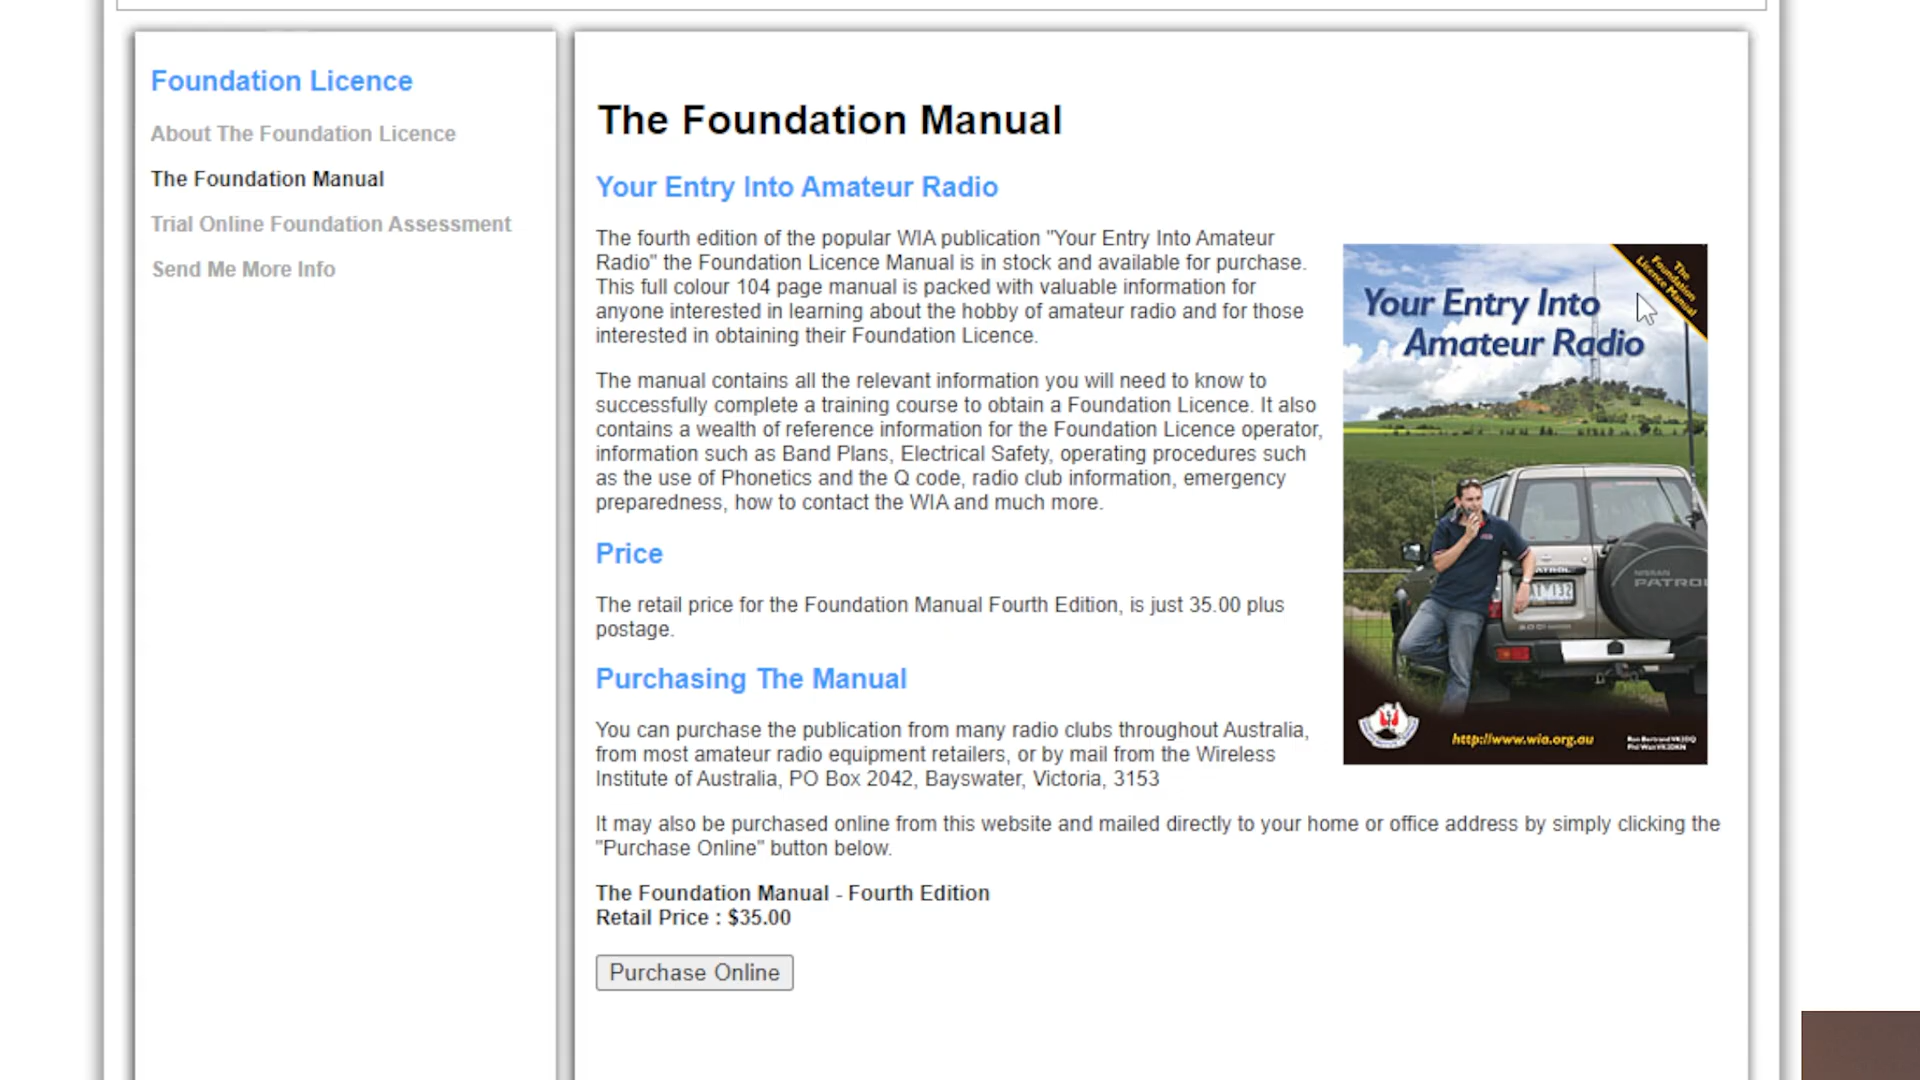 Foundation Licence
About The Foundation Licence
The Foundation Manual
Trial Online Foundation Assessment
Send Me More Info
The Foundation Manual
Your Entry Into Amateur Radio
The fourth edition of the popular WIA publication "Your Entry Into Amateur
Radio" the Foundation Licence Manual is in stock and available for purchase.
This full colour 104 page manual is packed with valuable information for
anyone interested in learning about the hobby of amateur radio and for those
interested in obtaining their Foundation Licence.
The manual contains all the relevant information you will need to know to
successfully complete a training course to obtain a Foundation Licence. It also
contains a wealth of reference information for the Foundation Licence operator,
information such as Band Plans, Electrical Safety, operating procedures such
as the use of Phonetics and the Q code, radio club information, emergency
preparedness, how to contact the WIA and much more.
Price
The retail price for the Foundation Manual Fourth Edition, is just 35.00 plus
postage.
Purchasing The Manual
You can purchase the publication from many radio clubs throughout Australia,
from most amateur radio equipment retailers, or by mail from the Wireless
Institute of Australia, PO Box 2042, Bayswater, Victoria, 3153
It may also be purchased online from this website and mailed directly to your home or office address by simply clicking the
"Purchase Online" button below.
The Foundation Manual - Fourth Edition
Retail Price : $35.00
Purchase Online
The
Foundation
Licence Manual
Your Entry Into
Amateur Radio
NISSAN
PATROL
PATROL
http://www.wia.org.au